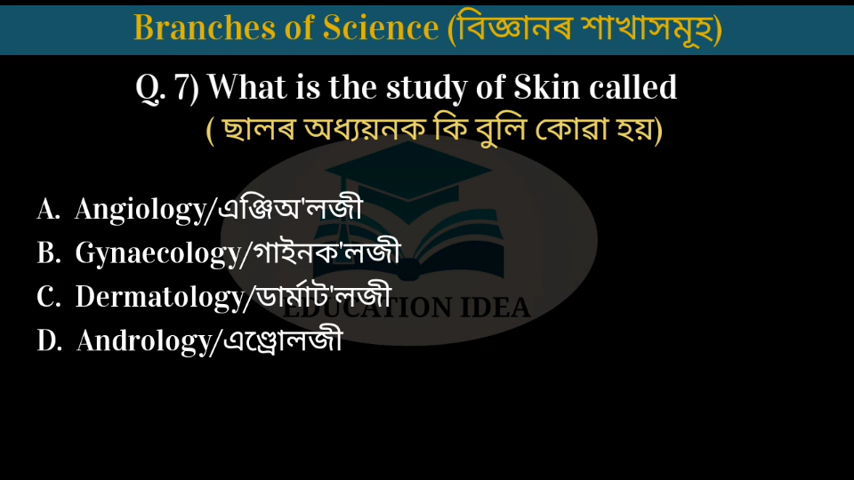 Branches of Science (বিজ্ঞানৰ শাখাসমূহ)
Q. 7) What is the study of Skin called
( ছালৰ অধ্যয়নক কি বুলি কোৱা হয়)
A. Angiology/এঞ্জিঅ'লজী
B. Gynaecology/গাইনক'লজী
C. Dermatology/ডাৰ্মাট'লজী
D. Andrology/এণ্ড্ৰোলজী
EDUCATION IDEA